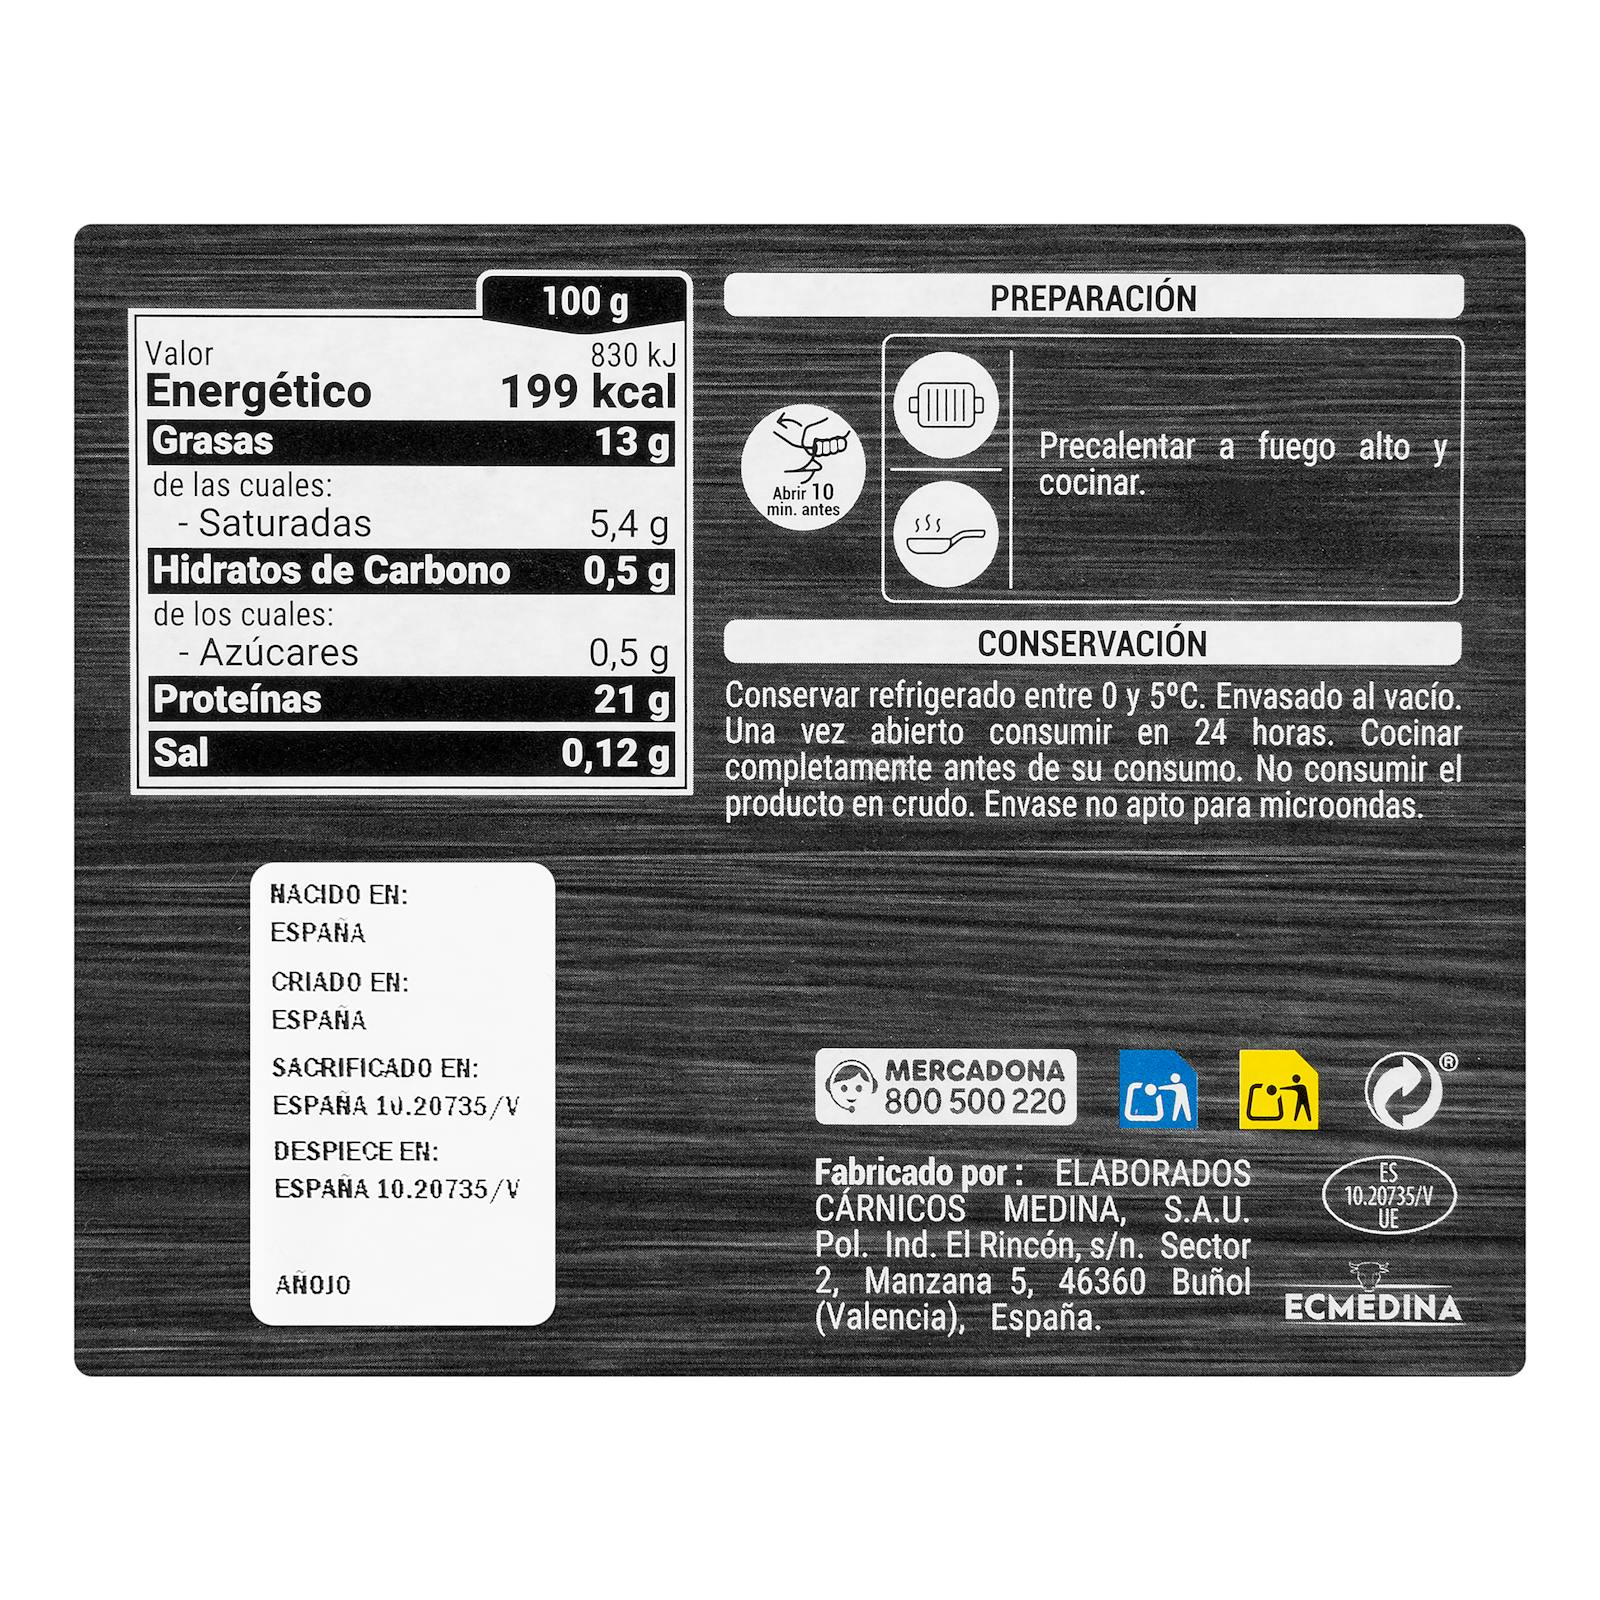 100 g
Valor 830 kJ
Energético 199 kcal
Grasas 13 g
de las cuales:
- Saturadas 5,4 g
Hidratos de Carbono 0,5 g
de los cuales:
- Azúcares 0,5 g
Proteínas 21 g
Sal 0,12 g
PREPARACIÓN
Abrir 10
min. antes
Precalentar a fuego alto y
cocinar.
CONSERVACIÓN
Conservar refrigerado entre 0 y 5ºC. Envasado al vacío.
Una vez abierto consumir en 24 horas. Cocinar
completamente antes de su consumo. No consumir el
producto en crudo. Envase no apto para microondas.
NACIDO EN:
ESPAÑA
CRIADO EN:
ESPAÑA
SACRIFICADO EN:
ESPAÑA 10.20735/V
DESPIECE EN:
ESPAÑA 10.20735/V
AÑOJO
MERCADONA
800 500 220
®
Fabricado por : ELABORADOS
CÁRNICOS MEDINA, S.A.U.
Pol. Ind. El Rincón, s/n. Sector
2, Manzana 5, 46360 Buñol
(Valencia), España.
ES
10.20735/V
UE
ECMEDINA